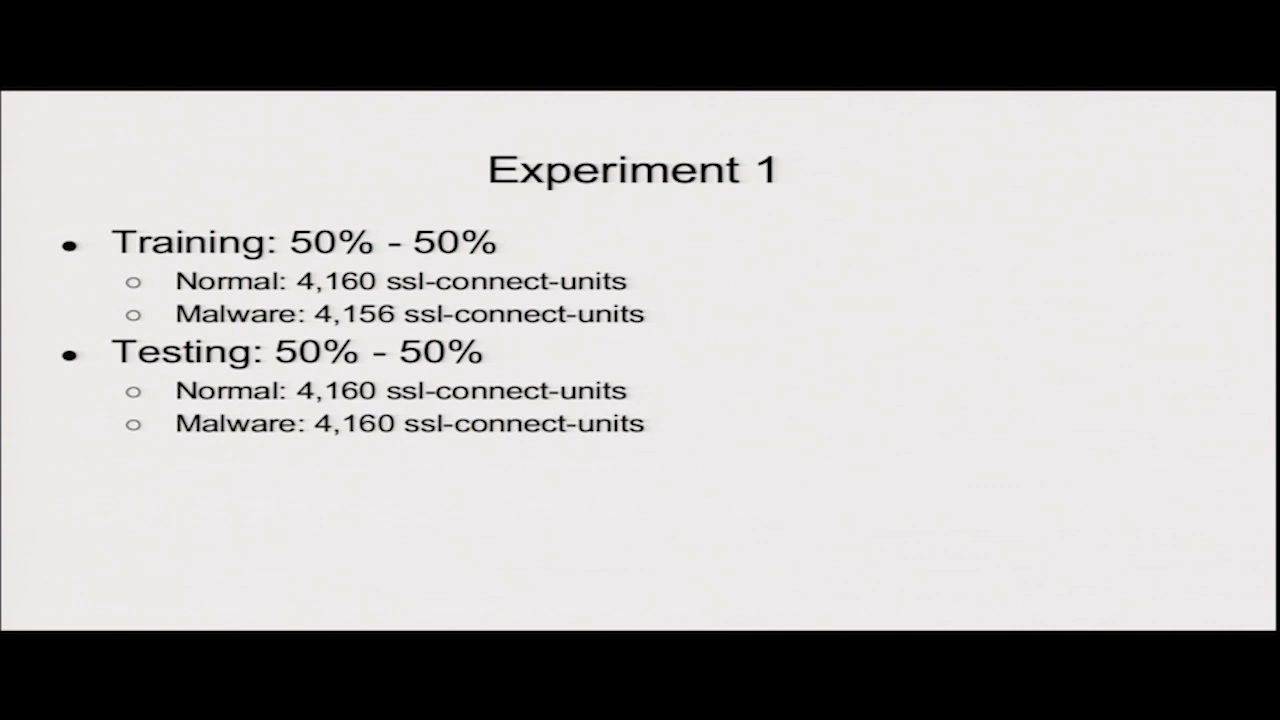 Experiment 1
● Training: 50% - 50%
○ Normal: 4,160 ssl-connect-units
○ Malware: 4,156 ssl-connect-units
● Testing: 50% - 50%
○ Normal: 4,160 ssl-connect-units
○ Malware: 4,160 ssl-connect-units